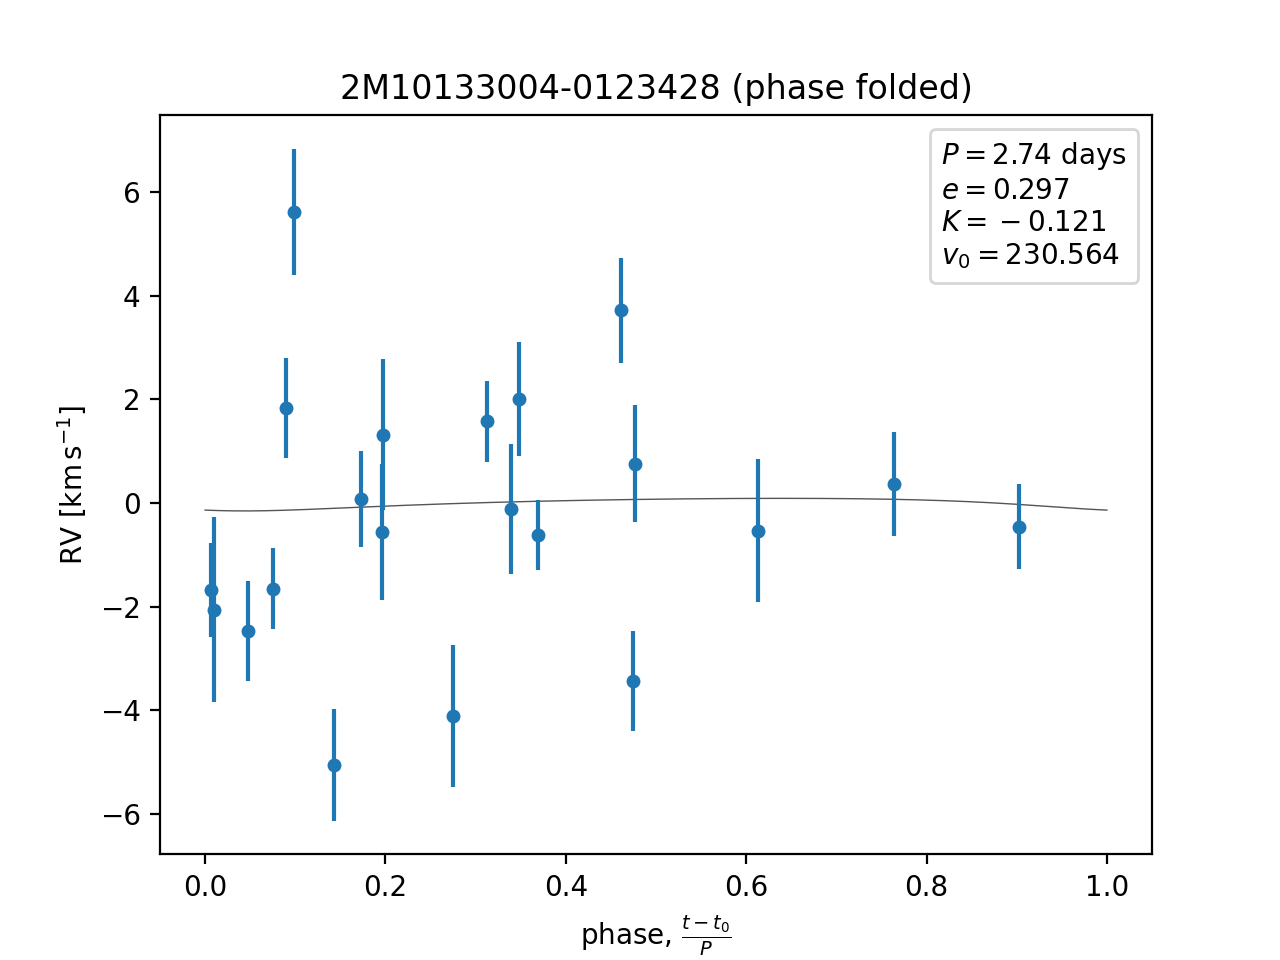 2M10133004-0123428 (phase folded)
P = 2.74 days
e = 0.297
K = −0.121
v₀ = 230.564
RV [km s⁻¹]
6
4
2
0
−2
−4
−6
0.0 0.2 0.4 0.6 0.8 1.0
phase, (t − t₀)/P